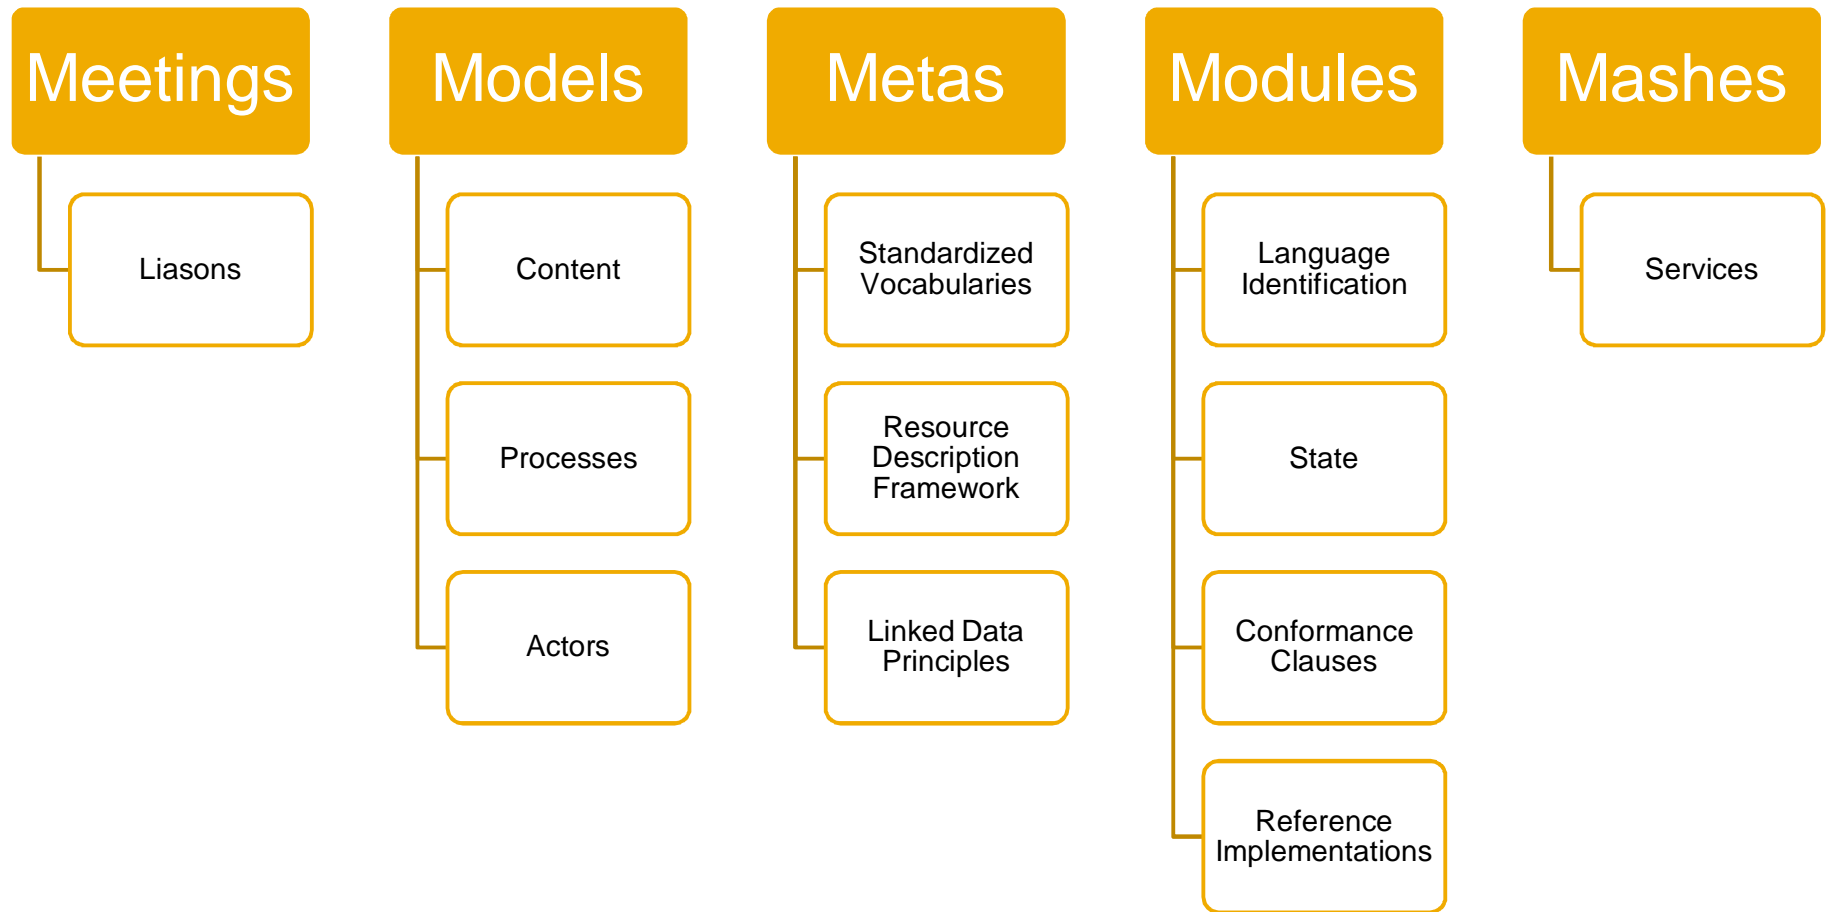 Meetings
Liasons
Models
Content
Processes
Actors
Metas
Standardized
Vocabularies
Resource
Description
Framework
Linked Data
Principles
Modules
Language
Identification
State
Conformance
Clauses
Reference
Implementations
Mashes
Services